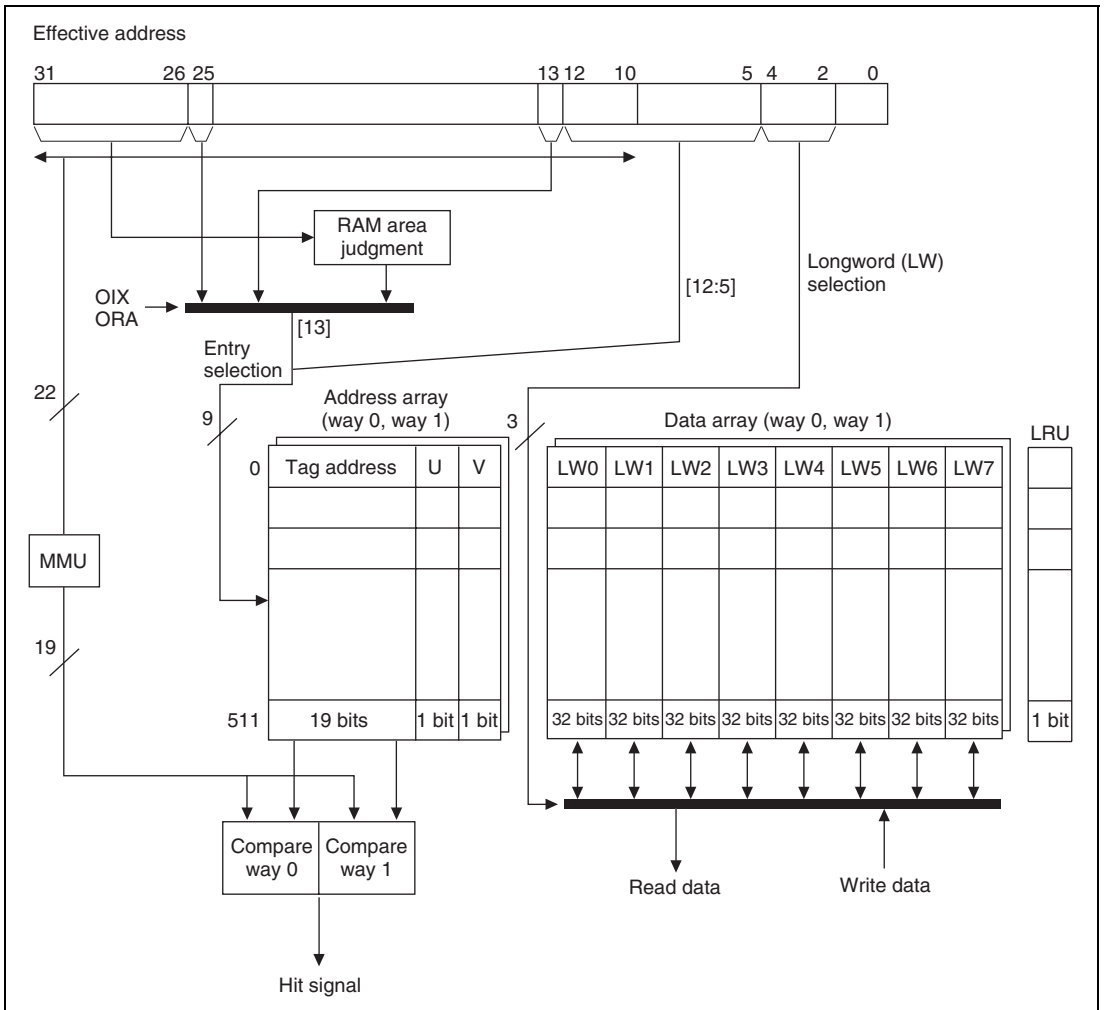 Effective address
31 26 25 13 12 10 5 4 2 0
RAM area
judgment
Longword (LW)
selection
OIX
ORA
[12:5]
[13]
Entry
selection
22
9
Address array
(way 0, way 1)
3
Data array (way 0, way 1)
LRU
0 Tag address U V
LW0 LW1 LW2 LW3 LW4 LW5 LW6 LW7
MMU
19
511 19 bits 1 bit 1 bit
32 bits 32 bits 32 bits 32 bits 32 bits 32 bits 32 bits 32 bits
1 bit
Compare
way 0
Compare
way 1
Read data
Write data
Hit signal